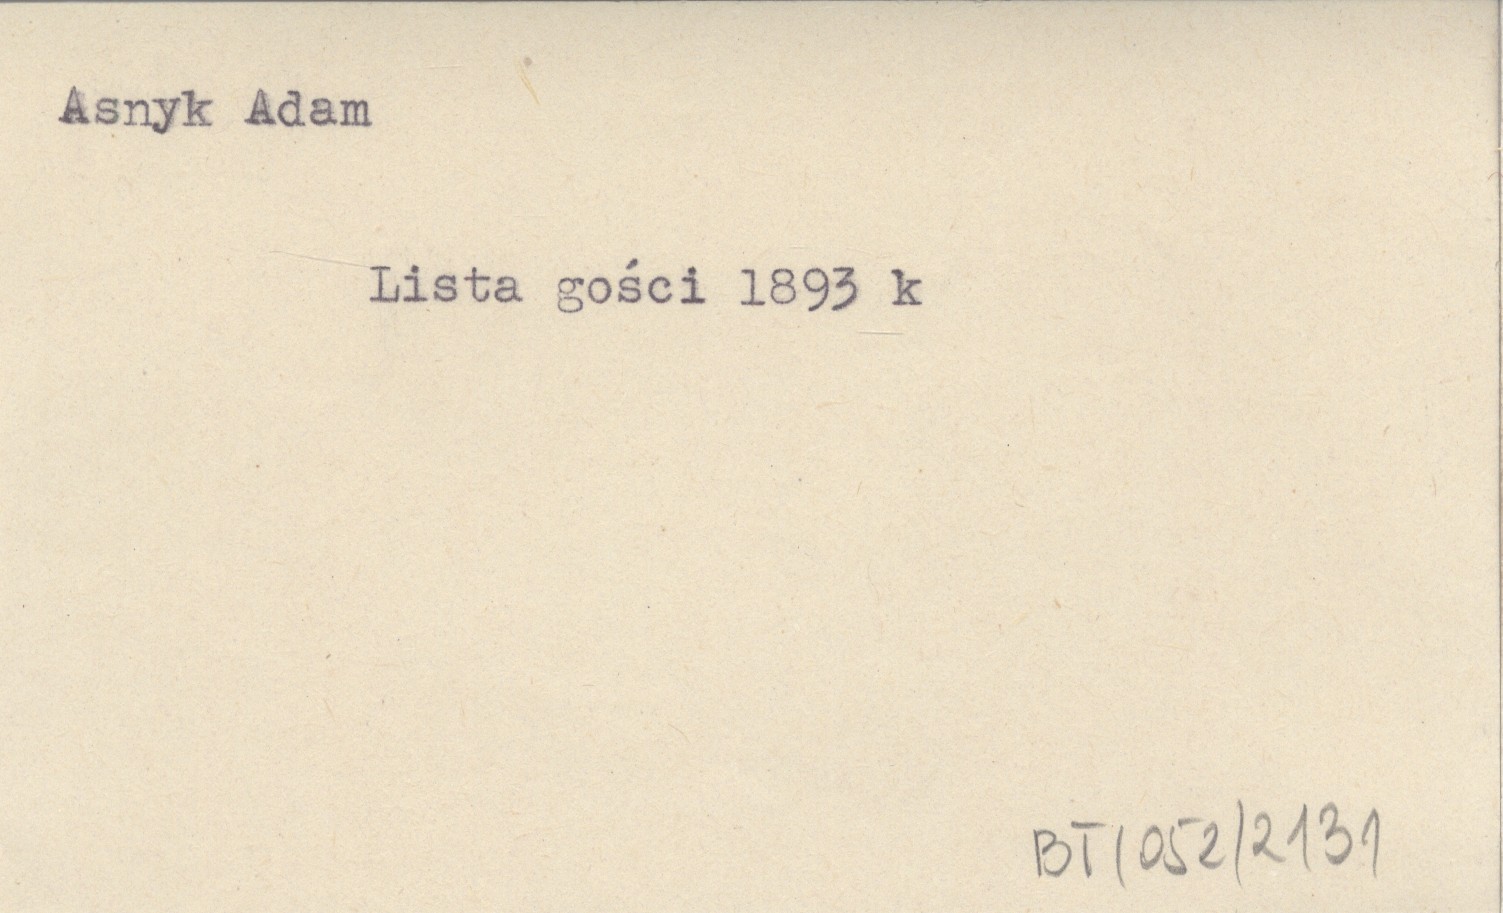 Asnyk Adam
Lista gości 1893 k
BT/052/2131